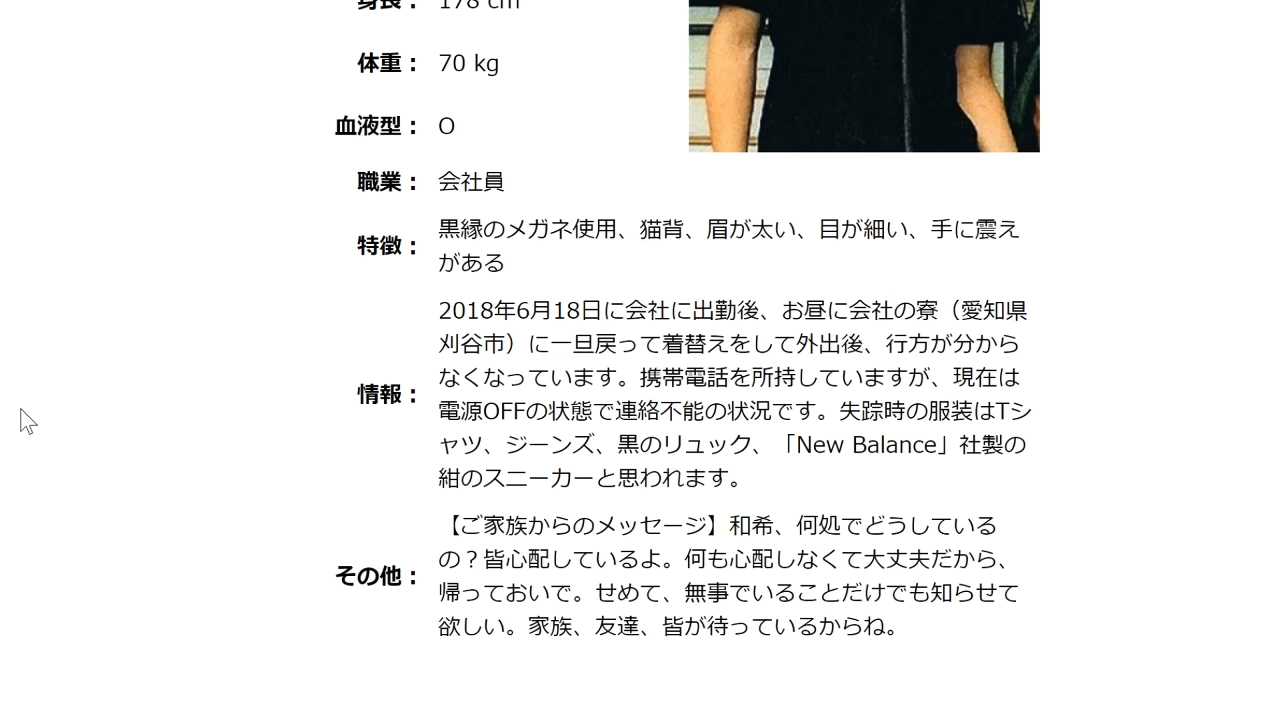 身長： 178 cm
体重： 70 kg
血液型： O
職業： 会社員
特徴： 黒縁のメガネ使用、猫背、眉が太い、目が細い、手に震え
がある
2018年6月18日に会社に出勤後、お昼に会社の寮（愛知県
刈谷市）に一旦戻って着替えをして外出後、行方が分から
なくなっています。携帯電話を所持していますが、現在は
情報： 電源OFFの状態で連絡不能の状況です。失踪時の服装はTシ
ャツ、ジーンズ、黒のリュック、「New Balance」社製の
紺のスニーカーと思われます。
【ご家族からのメッセージ】和希、何処でどうしている
の？皆心配しているよ。何も心配しなくて大丈夫だから、
その他： 帰っておいで。せめて、無事でいることだけでも知らせて
欲しい。家族、友達、皆が待っているからね。